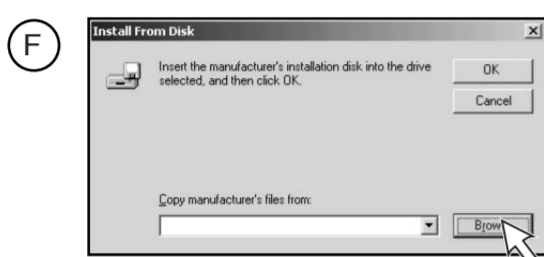 F
Install From Disk
Insert the manufacturer's installation disk into the drive
selected, and then click OK.
OK
Cancel
Copy manufacturer's files from:
Brow